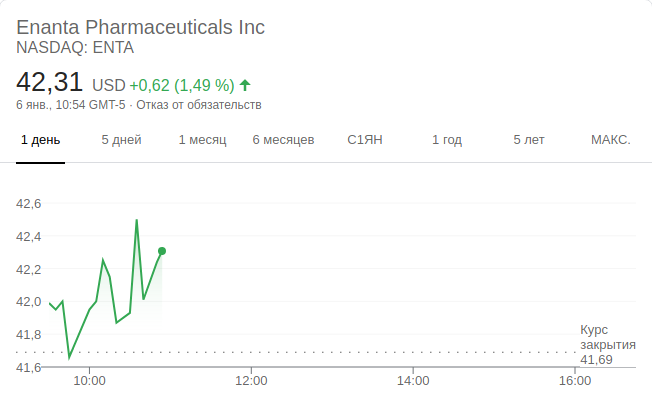 Enanta Pharmaceuticals Inc
NASDAQ: ENTA
42,31 USD +0,62 (1,49 %)
6 янв., 10:54 GMT-5 · Отказ от обязательств
1 день 5 дней 1 месяц 6 месяцев С1ЯН 1 год 5 лет МАКС.
42,6
42,4
42,2
42,0
41,8
41,6
Курс
закрытия
41,69
10:00 12:00 14:00 16:00